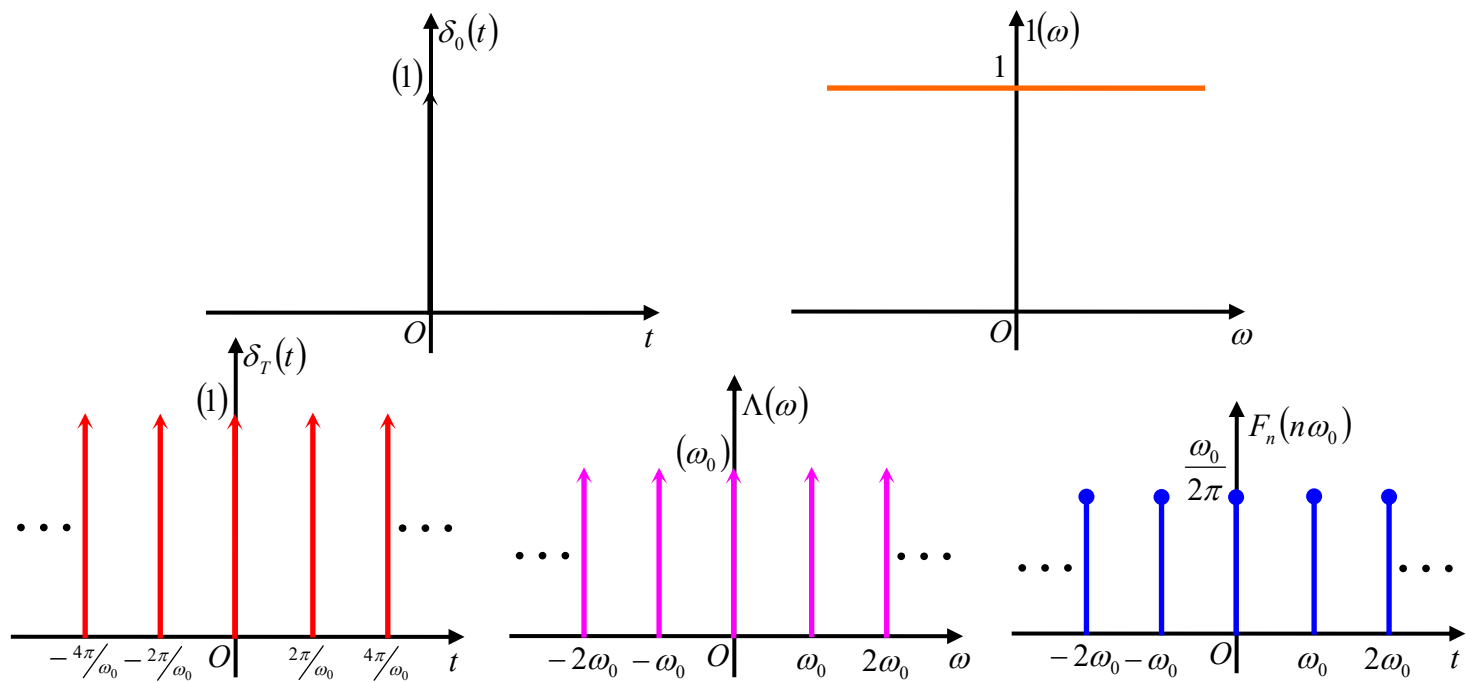 δ₀(t)
(1)
O
t
1(ω)
1
O
ω
δ_T(t)
(1)
· · ·
· · ·
−4π/ω₀ −2π/ω₀ O 2π/ω₀ 4π/ω₀ t
Λ(ω)
(ω₀)
· · ·
· · ·
−2ω₀ −ω₀ O ω₀ 2ω₀ ω
Fₙ(nω₀)
ω₀/2π
· · ·
· · ·
−2ω₀ −ω₀ O ω₀ 2ω₀ t